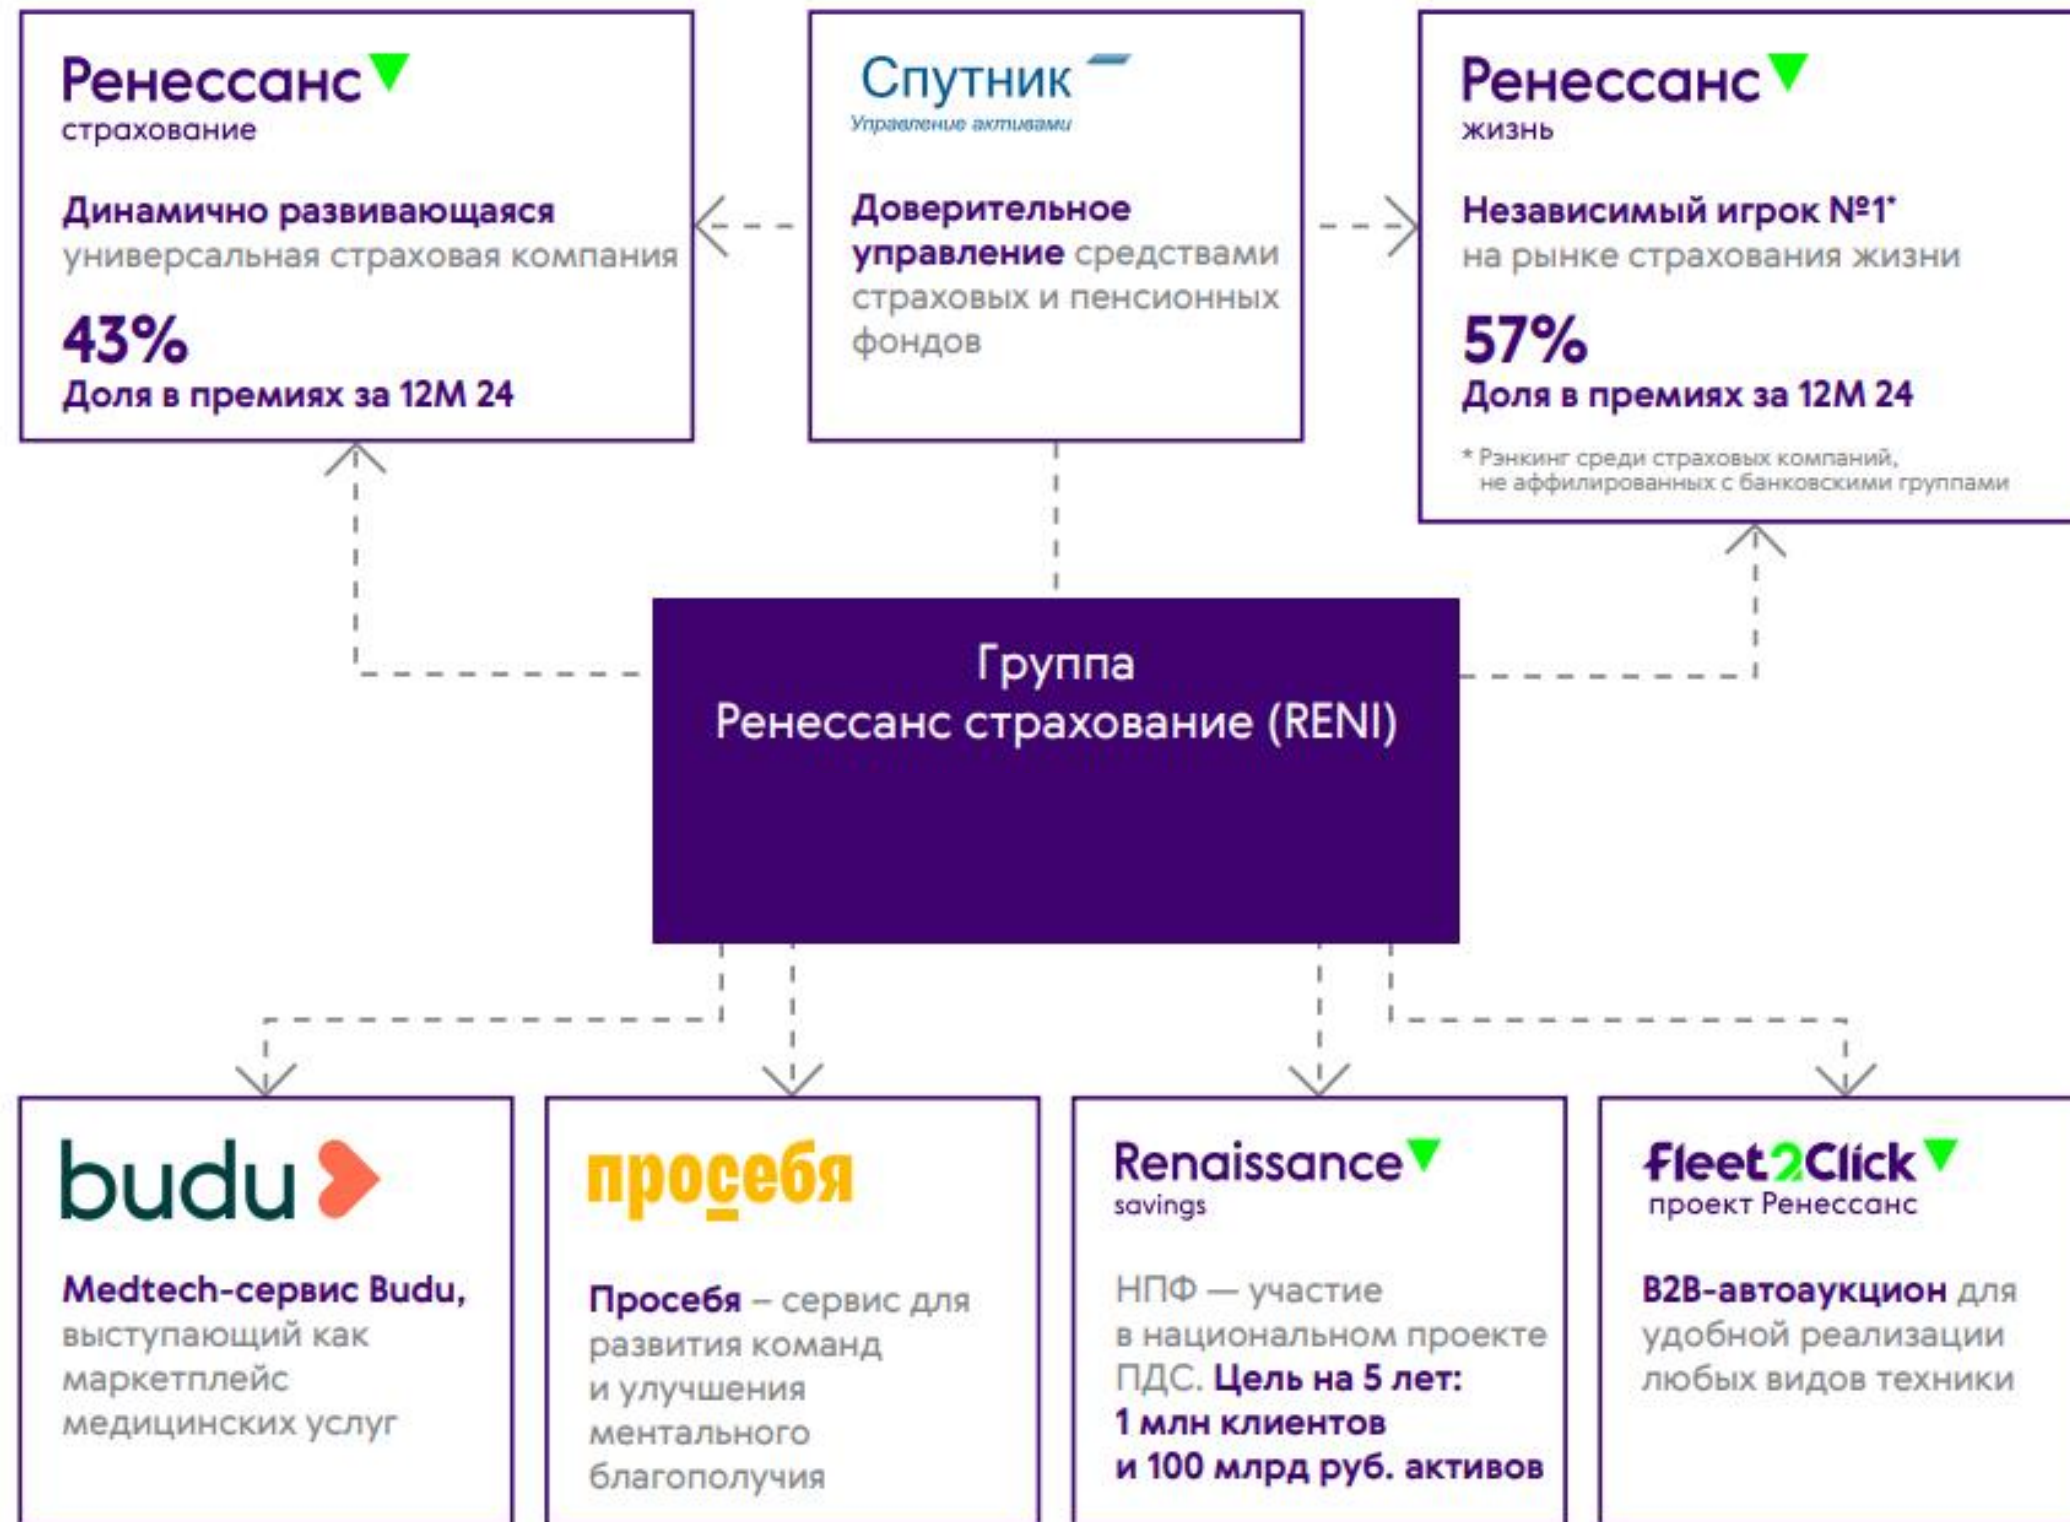 Ренессанс
страхование
Динамично развивающаяся
универсальная страховая компания
43%
Доля в премиях за 12М 24
Спутник
Управление активами
Доверительное
управление средствами
страховых и пенсионных
фондов
Ренессанс
жизнь
Независимый игрок №1*
на рынке страхования жизни
57%
Доля в премиях за 12М 24
* Рэнкинг среди страховых компаний,
не аффилированных с банковскими группами
Группа
Ренессанс страхование (RENI)
budu
Medtech-сервис Budu,
выступающий как
маркетплейс
медицинских услуг
просебя
Просебя – сервис для
развития команд
и улучшения
ментального
благополучия
Renaissance
savings
НПФ — участие
в национальном проекте
ПДС. Цель на 5 лет:
1 млн клиентов
и 100 млрд руб. активов
fleet2Click
проект Ренессанс
B2B-автоаукцион для
удобной реализации
любых видов техники